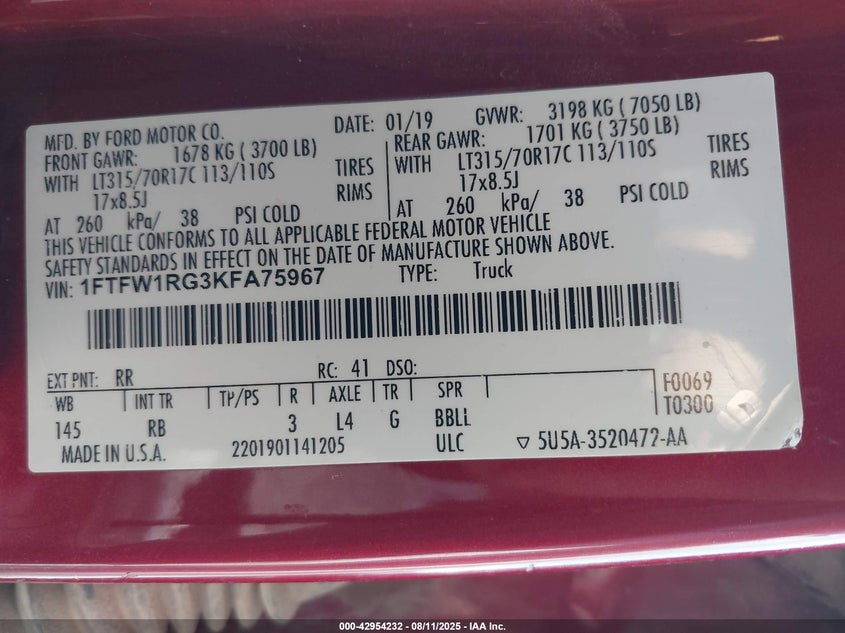 MFD. BY FORD MOTOR CO.
DATE: 01/19
GVWR: 3198 KG ( 7050 LB)
FRONT GAWR: 1678 KG ( 3700 LB)
WITH LT315/70R17C 113/110S TIRES
17x8.5J RIMS
AT 260 kPa/ 38 PSI COLD
REAR GAWR: 1701 KG ( 3750 LB)
WITH LT315/70R17C 113/110S TIRES
17x8.5J RIMS
AT 260 kPa/ 38 PSI COLD
THIS VEHICLE CONFORMS TO ALL APPLICABLE FEDERAL MOTOR VEHICLE
SAFETY STANDARDS IN EFFECT ON THE DATE OF MANUFACTURE SHOWN ABOVE.
VIN: 1FTFW1RG3KFA75967
TYPE: Truck
EXT PNT: RR RC: 41 DSO:
WB INT TR TP/PS R AXLE TR SPR
145 RB 3 L4 G BBLL
F0069
T0300
MADE IN U.S.A. 2201901141205 ULC ▽ 5U5A-3520472-AA
000-42954232 - 08/11/2025 - IAA Inc.